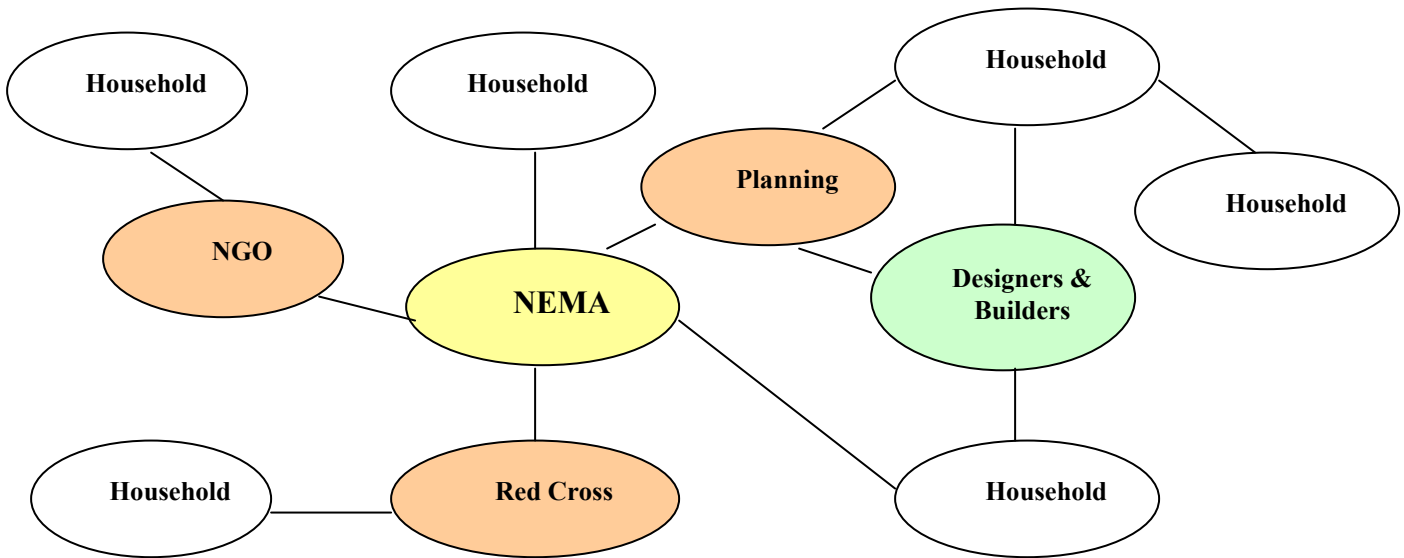 Household
Household
Household
Planning
Household
NGO
Designers &
Builders
NEMA
Household
Red Cross
Household